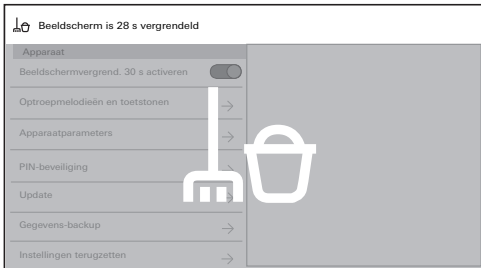 Beeldscherm is 28 s vergrendeld
Apparaat
Beeldschermvergrend. 30 s activeren
Optroepmelodieën en toetstonen
Apparaatparameters
PIN-beveiliging
Update
Gegevens-backup
Instellingen terugzetten